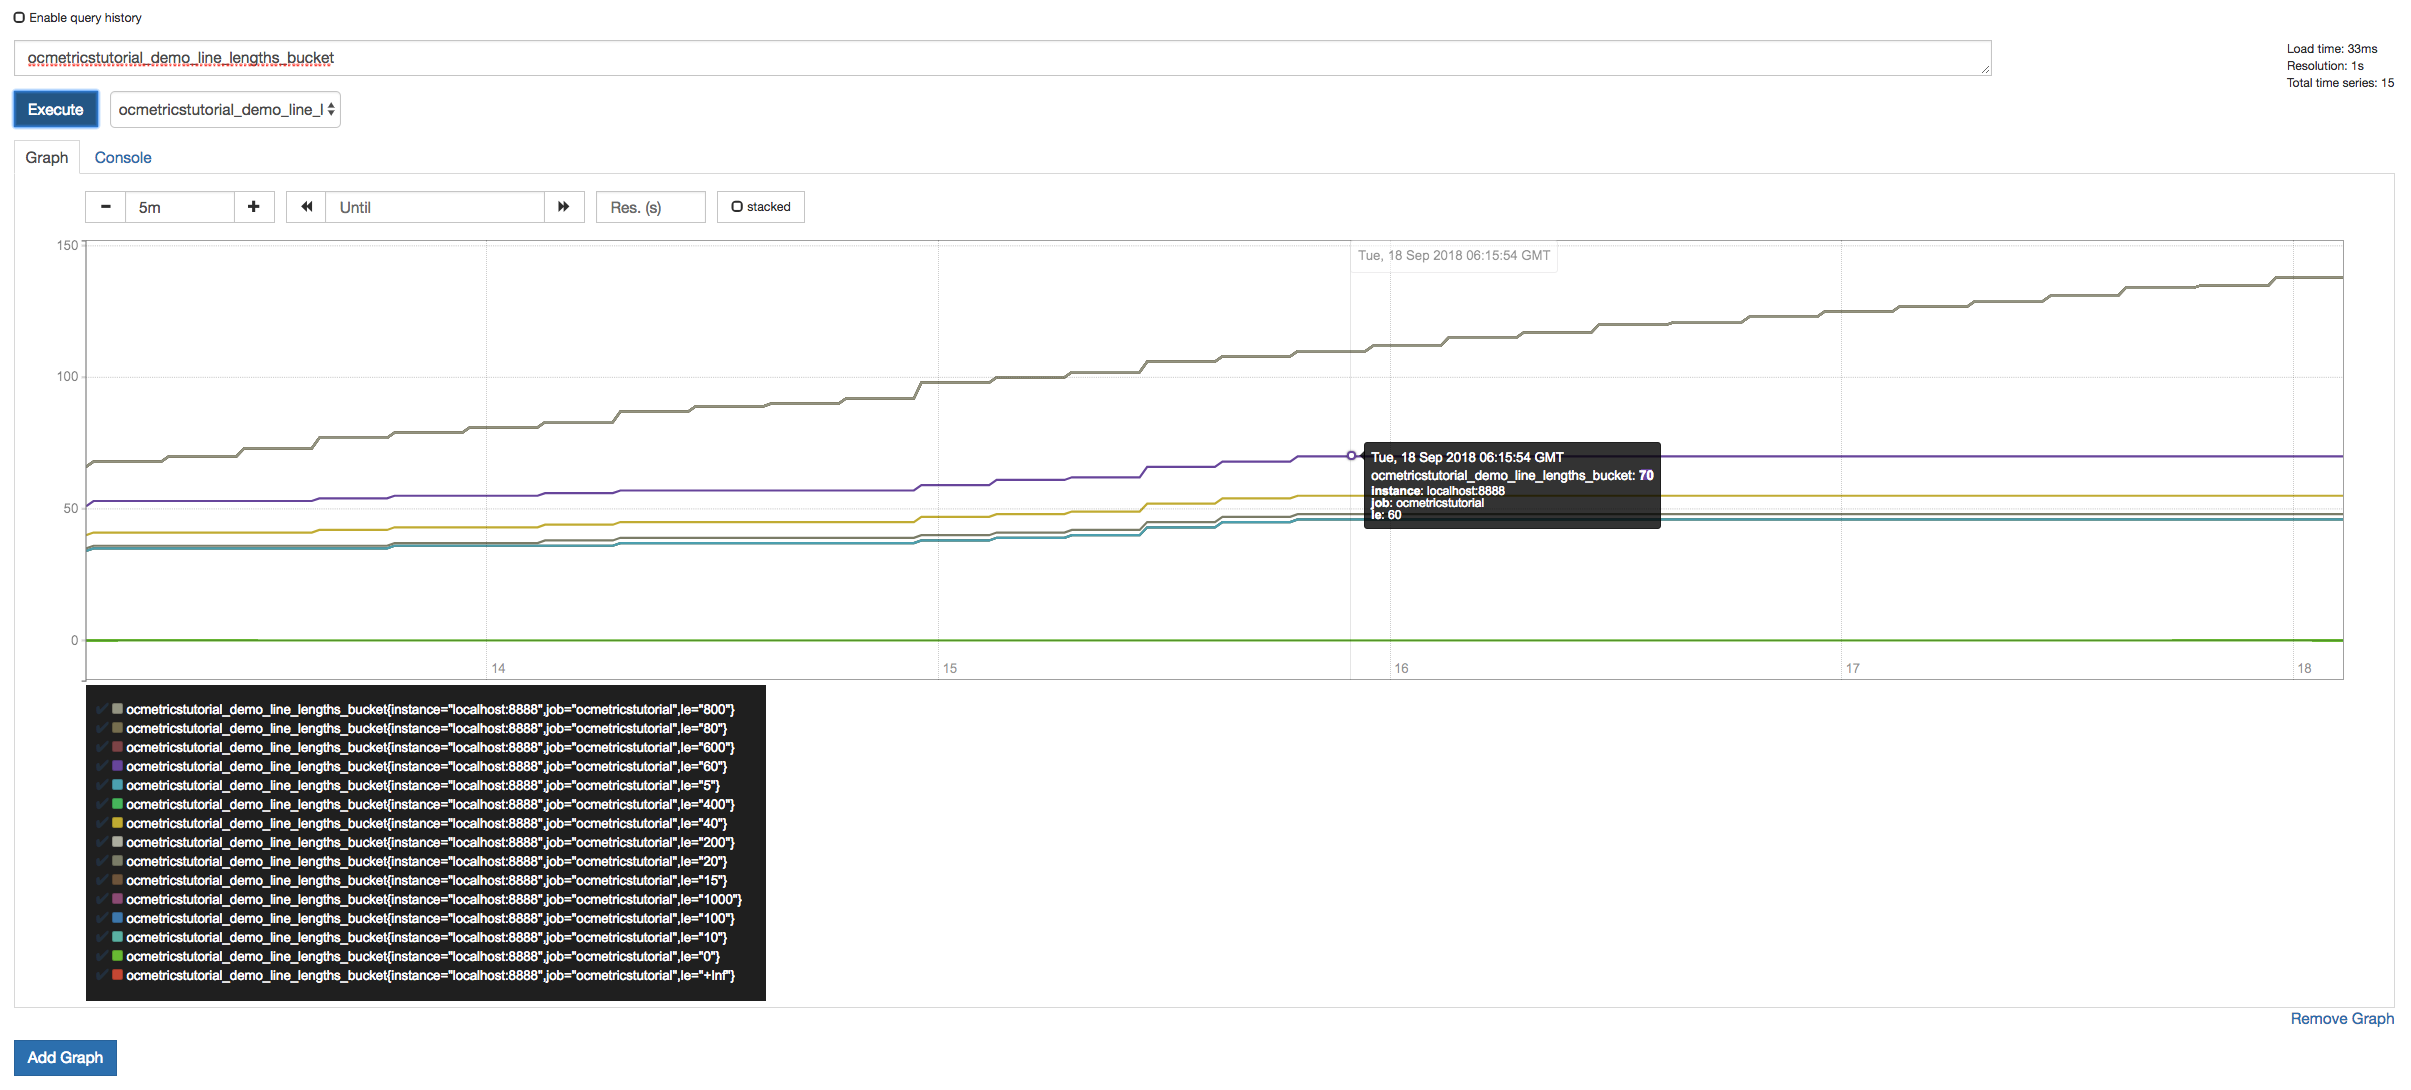 Enable query history
ocmetricstutorial_demo_line_lengths_bucket
Load time: 33ms
Resolution: 1s
Total time series: 15
Execute
ocmetricstutorial_demo_line_l
Graph
Console
5m
Until
Res. (s)
stacked
150
Tue, 18 Sep 2018 06:15:54 GMT
100
Tue, 18 Sep 2018 06:15:54 GMT
ocmetricstutorial_demo_line_lengths_bucket: 70
instance: localhost:8888
job: ocmetricstutorial
le: 60
50
0
14
15
16
17
18
ocmetricstutorial_demo_line_lengths_bucket{instance="localhost:8888",job="ocmetricstutorial",le="800"}
ocmetricstutorial_demo_line_lengths_bucket{instance="localhost:8888",job="ocmetricstutorial",le="80"}
ocmetricstutorial_demo_line_lengths_bucket{instance="localhost:8888",job="ocmetricstutorial",le="600"}
ocmetricstutorial_demo_line_lengths_bucket{instance="localhost:8888",job="ocmetricstutorial",le="60"}
ocmetricstutorial_demo_line_lengths_bucket{instance="localhost:8888",job="ocmetricstutorial",le="5"}
ocmetricstutorial_demo_line_lengths_bucket{instance="localhost:8888",job="ocmetricstutorial",le="400"}
ocmetricstutorial_demo_line_lengths_bucket{instance="localhost:8888",job="ocmetricstutorial",le="40"}
ocmetricstutorial_demo_line_lengths_bucket{instance="localhost:8888",job="ocmetricstutorial",le="200"}
ocmetricstutorial_demo_line_lengths_bucket{instance="localhost:8888",job="ocmetricstutorial",le="20"}
ocmetricstutorial_demo_line_lengths_bucket{instance="localhost:8888",job="ocmetricstutorial",le="15"}
ocmetricstutorial_demo_line_lengths_bucket{instance="localhost:8888",job="ocmetricstutorial",le="1000"}
ocmetricstutorial_demo_line_lengths_bucket{instance="localhost:8888",job="ocmetricstutorial",le="100"}
ocmetricstutorial_demo_line_lengths_bucket{instance="localhost:8888",job="ocmetricstutorial",le="10"}
ocmetricstutorial_demo_line_lengths_bucket{instance="localhost:8888",job="ocmetricstutorial",le="0"}
ocmetricstutorial_demo_line_lengths_bucket{instance="localhost:8888",job="ocmetricstutorial",le="+Inf"}
Remove Graph
Add Graph